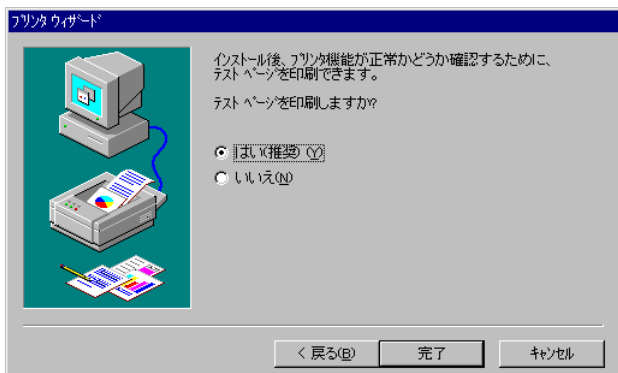 プリンタ ウィザード
インストール後、プリンタ機能が正常かどうか確認するために、
テスト ページを印刷できます。
テスト ページを印刷しますか?
はい(推奨) (Y)
いいえ(N)
< 戻る(B)
完了
キャンセル